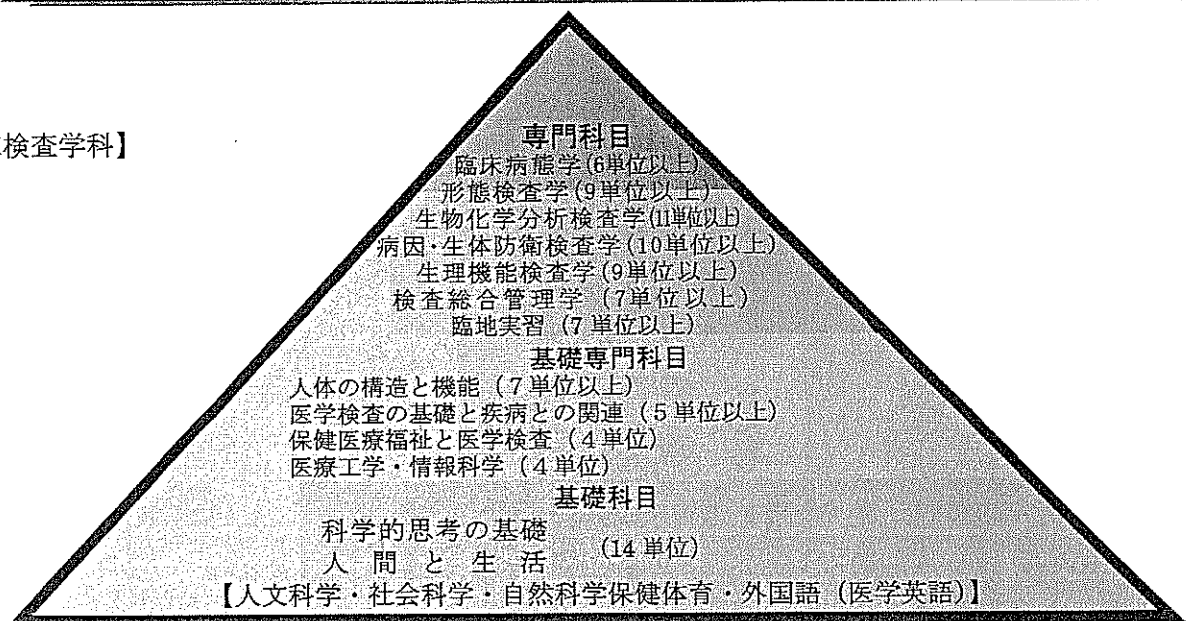 検査学科】
専門科目
臨床病態学(6単位以上)
形態検査学(9単位以上)
生物化学分析検査学(11単位以上)
病因・生体防衛検査学(10単位以上)
生理機能検査学(9単位以上)
検査総合管理学(7単位以上)
臨地実習(7単位以上)
基礎専門科目
人体の構造と機能(7単位以上)
医学検査の基礎と疾病との関連(5単位以上)
保健医療福祉と医学検査(4単位)
医療工学・情報科学(4単位)
基礎科目
科学的思考の基礎
人間と生活
(14単位)
【人文科学・社会科学・自然科学保健体育・外国語(医学英語)】